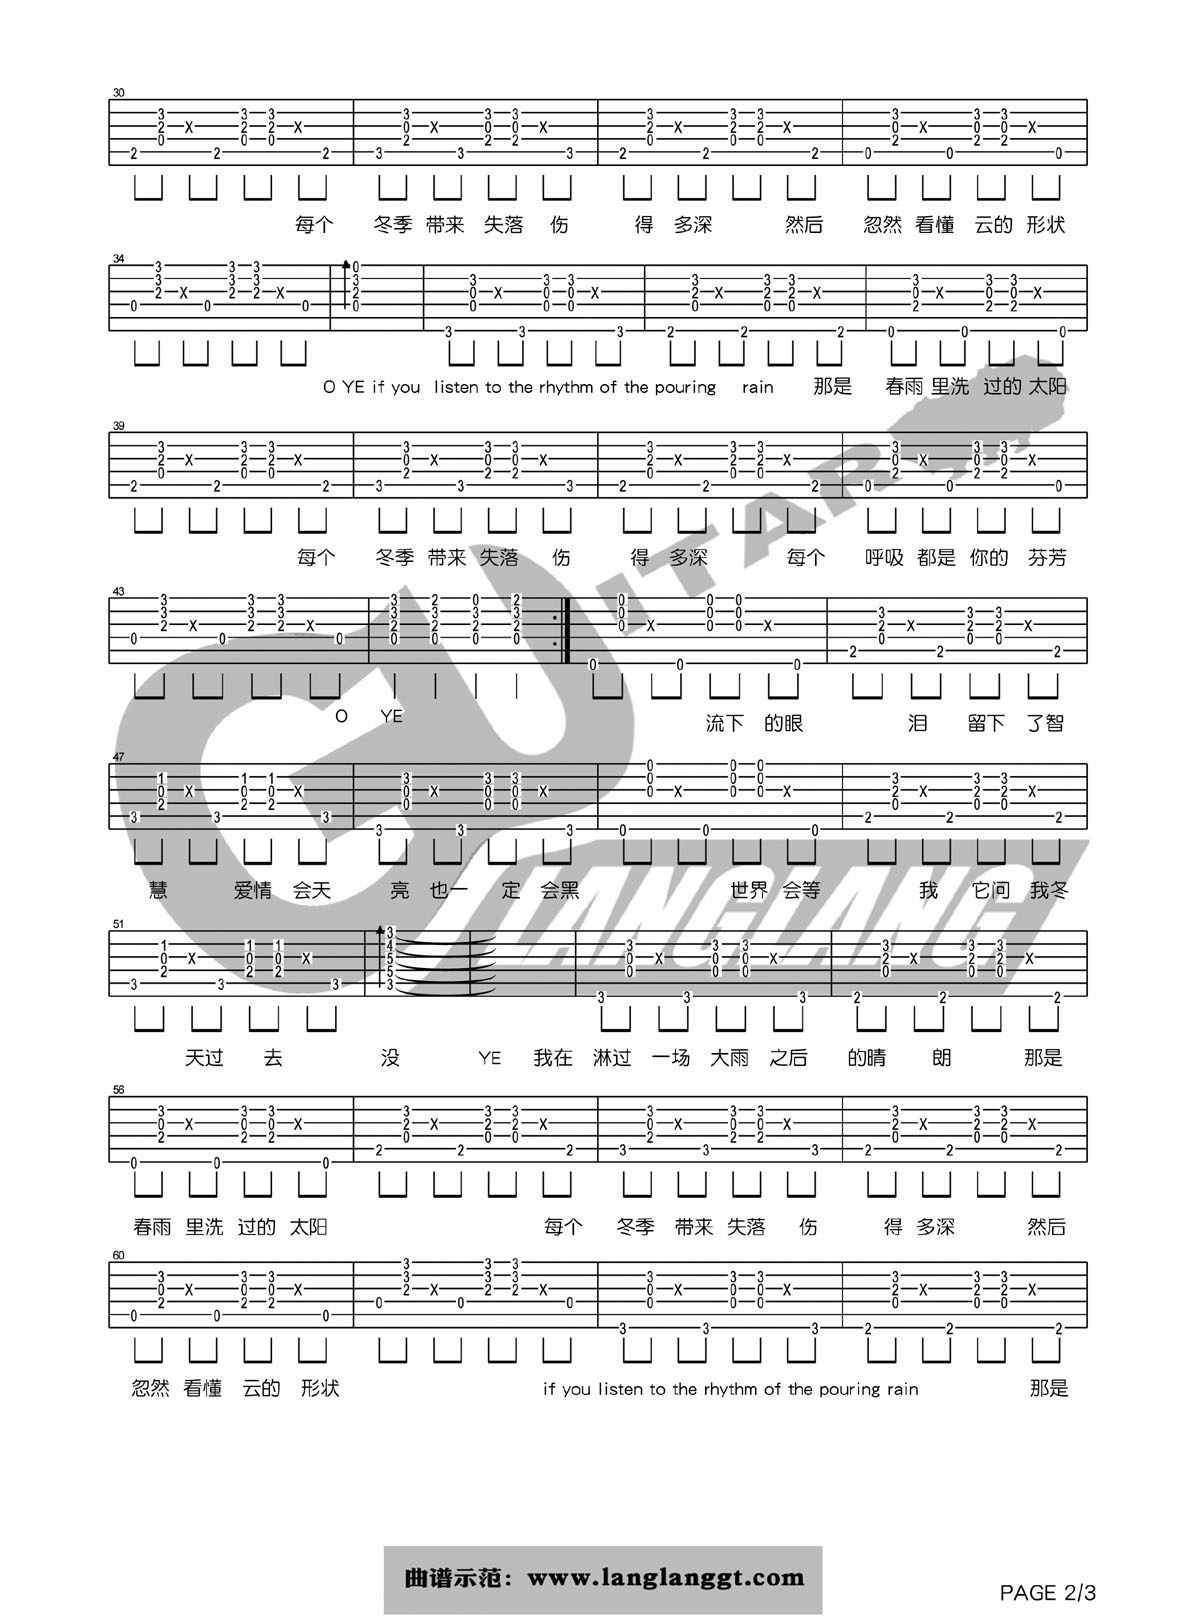 30
每个 冬季 带来 失落 伤 得 多深 然后 忽然 看懂 云的 形状
34
O YE if you listen to the rhythm of the pouring rain 那是 春雨 里洗 过的 太阳
39
每个 冬季 带来 失落 伤 得 多深 每个 呼吸 都是 你的 芬芳
43
O YE 流下 的眼 泪 留下 了智
47
慧 爱情 会天 亮 也一 定 会黑 世界 会等 我 它问 我冬
51
天过 去 没 YE 我在 淋过 一场 大雨 之后 的晴 朗 那是
56
春雨 里洗 过的 太阳 每个 冬季 带来 失落 伤 得 多深 然后
60
忽然 看懂 云的 形状 if you listen to the rhythm of the pouring rain 那是
GUITAR
LANGLANG
曲谱示范：www.langlanggt.com
PAGE 2/3